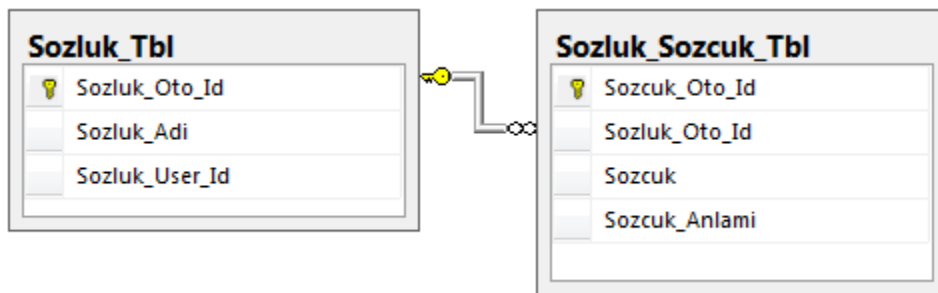 Sozluk_Tbl
Sozluk_Oto_Id
Sozluk_Adi
Sozluk_User_Id
Sozluk_Sozcuk_Tbl
Sozcuk_Oto_Id
Sozluk_Oto_Id
Sozcuk
Sozcuk_Anlami